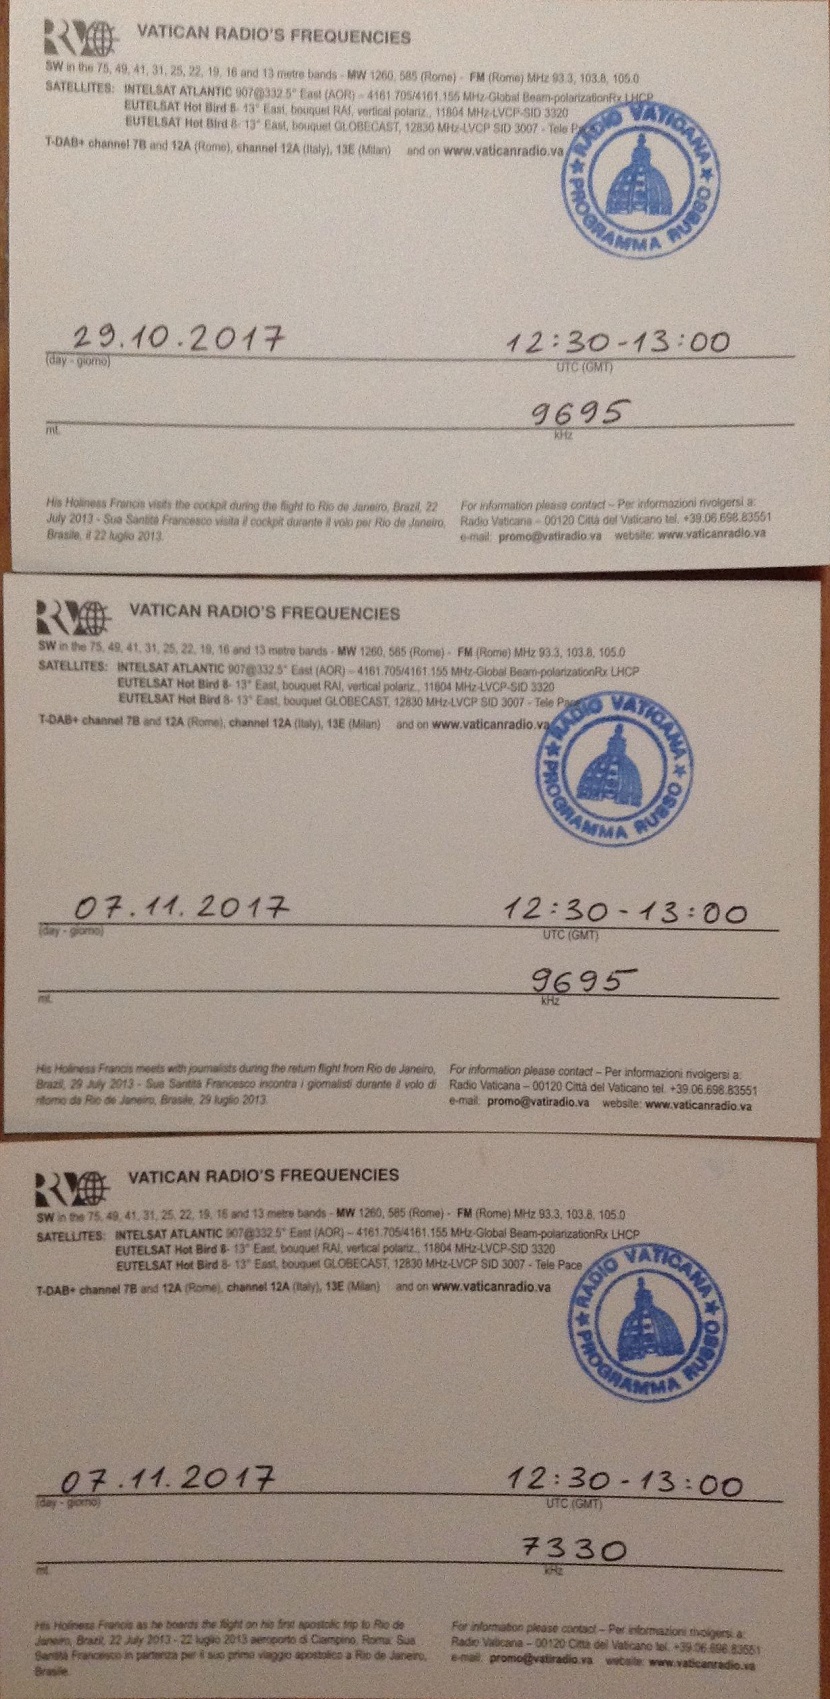 RV VATICAN RADIO'S FREQUENCIES
SW in the 75, 49, 41, 31, 25, 22, 19, 16 and 13 metre bands - MW 1260, 585 (Rome) - FM (Rome) MHz 93.3, 103.8, 105.0
SATELLITES: INTELSAT ATLANTIC 907@332.5° East (AOR) – 4161.705/4161.155 MHz-Global Beam-polarizationRx LHCP
EUTELSAT Hot Bird 8- 13° East, bouquet RAI, vertical polariz., 11804 MHz-LVCP-SID 3320
EUTELSAT Hot Bird 8- 13° East, bouquet GLOBECAST, 12830 MHz-LVCP SID 3007 - Tele Pace
T-DAB+ channel 7B and 12A (Rome), channel 12A (Italy), 13E (Milan) and on www.vaticanradio.va
★ RADIO VATICANA ★ PROGRAMMA RUSSO
29.10.2017 12:30-13:00
(day - giorno) UTC (GMT)
9695
mt. kHz
His Holiness Francis visits the cockpit during the flight to Rio de Janeiro, Brazil, 22
July 2013 - Sua Santità Francesco visita il cockpit durante il volo per Rio de Janeiro,
Brasile, il 22 luglio 2013.
For information please contact – Per informazioni rivolgersi a:
Radio Vaticana – 00120 Città del Vaticano tel. +39.06.698.83551
e-mail: promo@vatiradio.va website: www.vaticanradio.va
RV VATICAN RADIO'S FREQUENCIES
SW in the 75, 49, 41, 31, 25, 22, 19, 16 and 13 metre bands - MW 1260, 585 (Rome) - FM (Rome) MHz 93.3, 103.8, 105.0
SATELLITES: INTELSAT ATLANTIC 907@332.5° East (AOR) – 4161.705/4161.155 MHz-Global Beam-polarizationRx LHCP
EUTELSAT Hot Bird 8- 13° East, bouquet RAI, vertical polariz., 11804 MHz-LVCP-SID 3320
EUTELSAT Hot Bird 8- 13° East, bouquet GLOBECAST, 12830 MHz-LVCP SID 3007 - Tele Pace
T-DAB+ channel 7B and 12A (Rome), channel 12A (Italy), 13E (Milan) and on www.vaticanradio.va
★ RADIO VATICANA ★ PROGRAMMA RUSSO
07.11.2017 12:30-13:00
(day - giorno) UTC (GMT)
9695
mt. kHz
His Holiness Francis meets with journalists during the return flight from Rio de Janeiro,
Brazil, 29 July 2013 - Sua Santità Francesco incontra i giornalisti durante il volo di
ritorno da Rio de Janeiro, Brasile, 29 luglio 2013.
For information please contact – Per informazioni rivolgersi a:
Radio Vaticana – 00120 Città del Vaticano tel. +39.06.698.83551
e-mail: promo@vatiradio.va website: www.vaticanradio.va
RV VATICAN RADIO'S FREQUENCIES
SW in the 75, 49, 41, 31, 25, 22, 19, 16 and 13 metre bands - MW 1260, 585 (Rome) - FM (Rome) MHz 93.3, 103.8, 105.0
SATELLITES: INTELSAT ATLANTIC 907@332.5° East (AOR) – 4161.705/4161.155 MHz-Global Beam-polarizationRx LHCP
EUTELSAT Hot Bird 8- 13° East, bouquet RAI, vertical polariz., 11804 MHz-LVCP-SID 3320
EUTELSAT Hot Bird 8- 13° East, bouquet GLOBECAST, 12830 MHz-LVCP SID 3007 - Tele Pace
T-DAB+ channel 7B and 12A (Rome), channel 12A (Italy), 13E (Milan) and on www.vaticanradio.va
★ RADIO VATICANA ★ PROGRAMMA RUSSO
07.11.2017 12:30-13:00
(day - giorno) UTC (GMT)
7330
mt. kHz
His Holiness Francis as he boards the flight on his first apostolic trip to Rio de
Janeiro, Brazil, 22 July 2013 - 22 luglio 2013 aeroporto di Ciampino, Roma: Sua
Santità Francesco in partenza per il suo primo viaggio apostolico a Rio de Janeiro,
Brasile.
For information please contact – Per informazioni rivolgersi a:
Radio Vaticana – 00120 Città del Vaticano tel. +39.06.698.83551
e-mail: promo@vatiradio.va website: www.vaticanradio.va